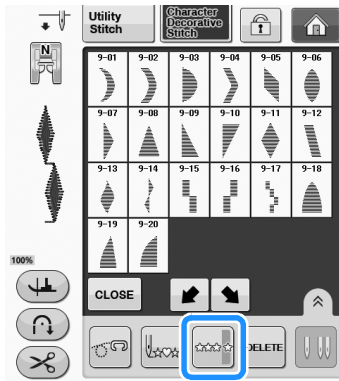 Utility Stitch
Character Decorative Stitch
N
9-01 9-02 9-03 9-04 9-05 9-06
9-07 9-08 9-09 9-10 9-11 9-12
9-13 9-14 9-15 9-16 9-17 9-18
9-19 9-20
100%
CLOSE
DELETE